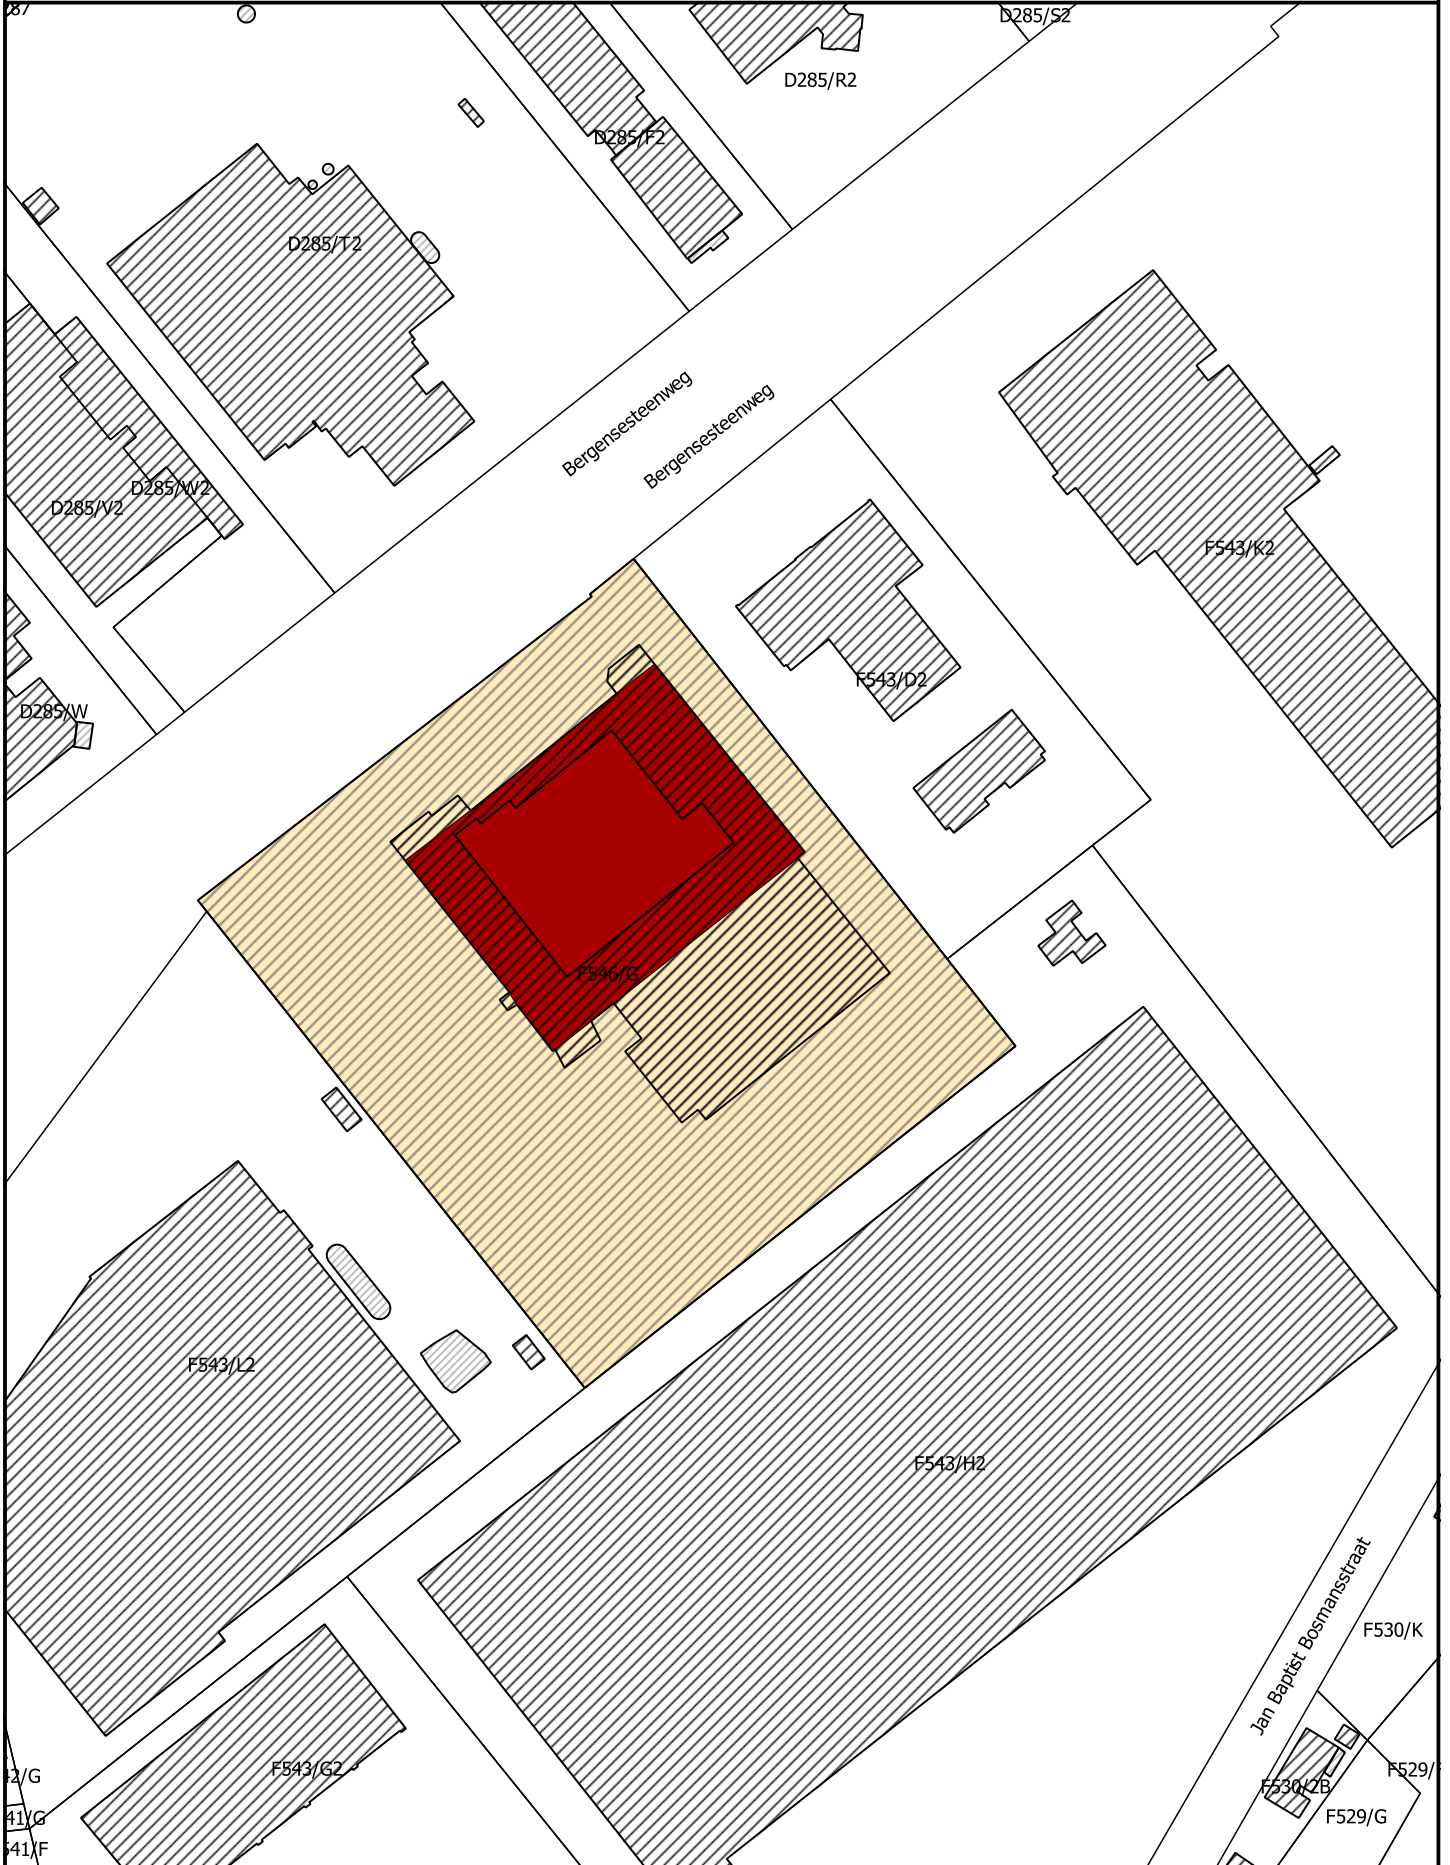 D285/S2
D285/R2
D285/F2
D285/T2
Bergensesteenweg
Bergensesteenweg
D285/W2
D285/V2
F543/K2
F543/D2
D285/W
F546/G
F543/L2
F543/H2
Jan Baptist Bosmansstraat
F530/K
F543/G2
F530/2B
F529/G